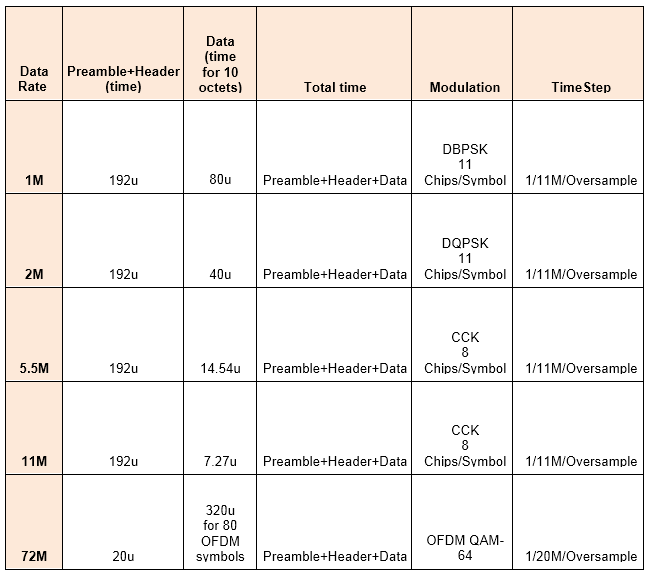 Data Rate
Preamble+Header (time)
Data (time for 10 octets)
Total time
Modulation
TimeStep
1M
192u
80u
Preamble+Header+Data
DBPSK
11
Chips/Symbol
1/11M/Oversample
2M
192u
40u
Preamble+Header+Data
DQPSK
11
Chips/Symbol
1/11M/Oversample
5.5M
192u
14.54u
Preamble+Header+Data
CCK
8
Chips/Symbol
1/11M/Oversample
11M
192u
7.27u
Preamble+Header+Data
CCK
8
Chips/Symbol
1/11M/Oversample
72M
20u
320u
for 80
OFDM
symbols
Preamble+Header+Data
OFDM QAM-
64
1/20M/Oversample